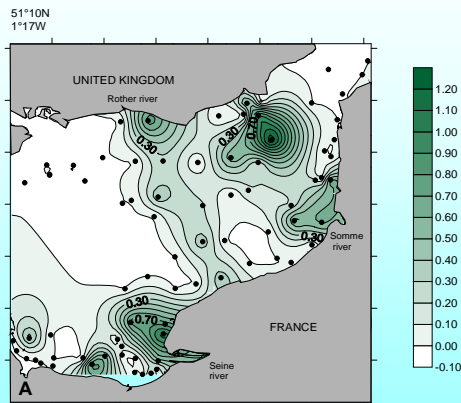 51°10N
1°17W
UNITED KINGDOM
Rother river
0.30
0.30
0.70
Somme
river
0.30
0.30
0.70
FRANCE
Seine
river
A
1.20
1.10
1.00
0.90
0.80
0.70
0.60
0.50
0.40
0.30
0.20
0.10
0.00
-0.10